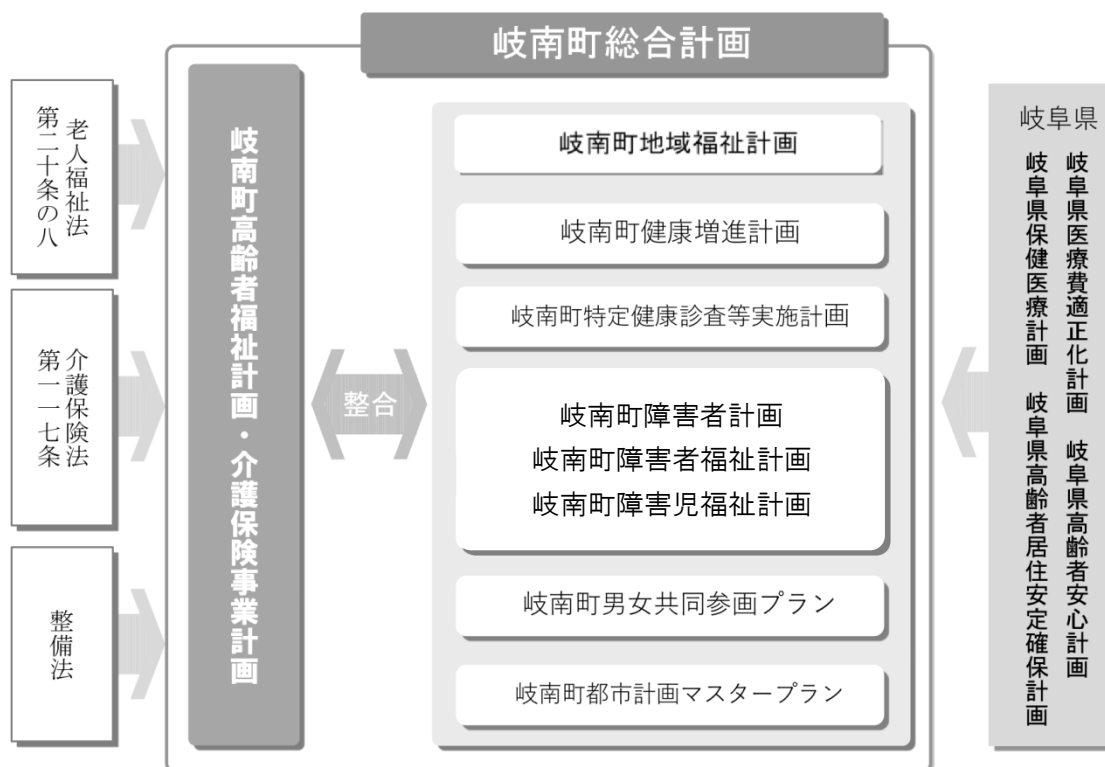 岐南町総合計画
老人福祉法
第二十条の八
介護保険法
第一一七条
整備法
岐南町高齢者福祉計画・介護保険事業計画
整合
岐南町地域福祉計画
岐南町健康増進計画
岐南町特定健康診査等実施計画
岐南町障害者計画
岐南町障害者福祉計画
岐南町障害児福祉計画
岐南町男女共同参画プラン
岐南町都市計画マスタープラン
岐阜県
岐阜県医療費適正化計画 岐阜県高齢者安心計画
岐阜県保健医療計画 岐阜県高齢者居住安定確保計画